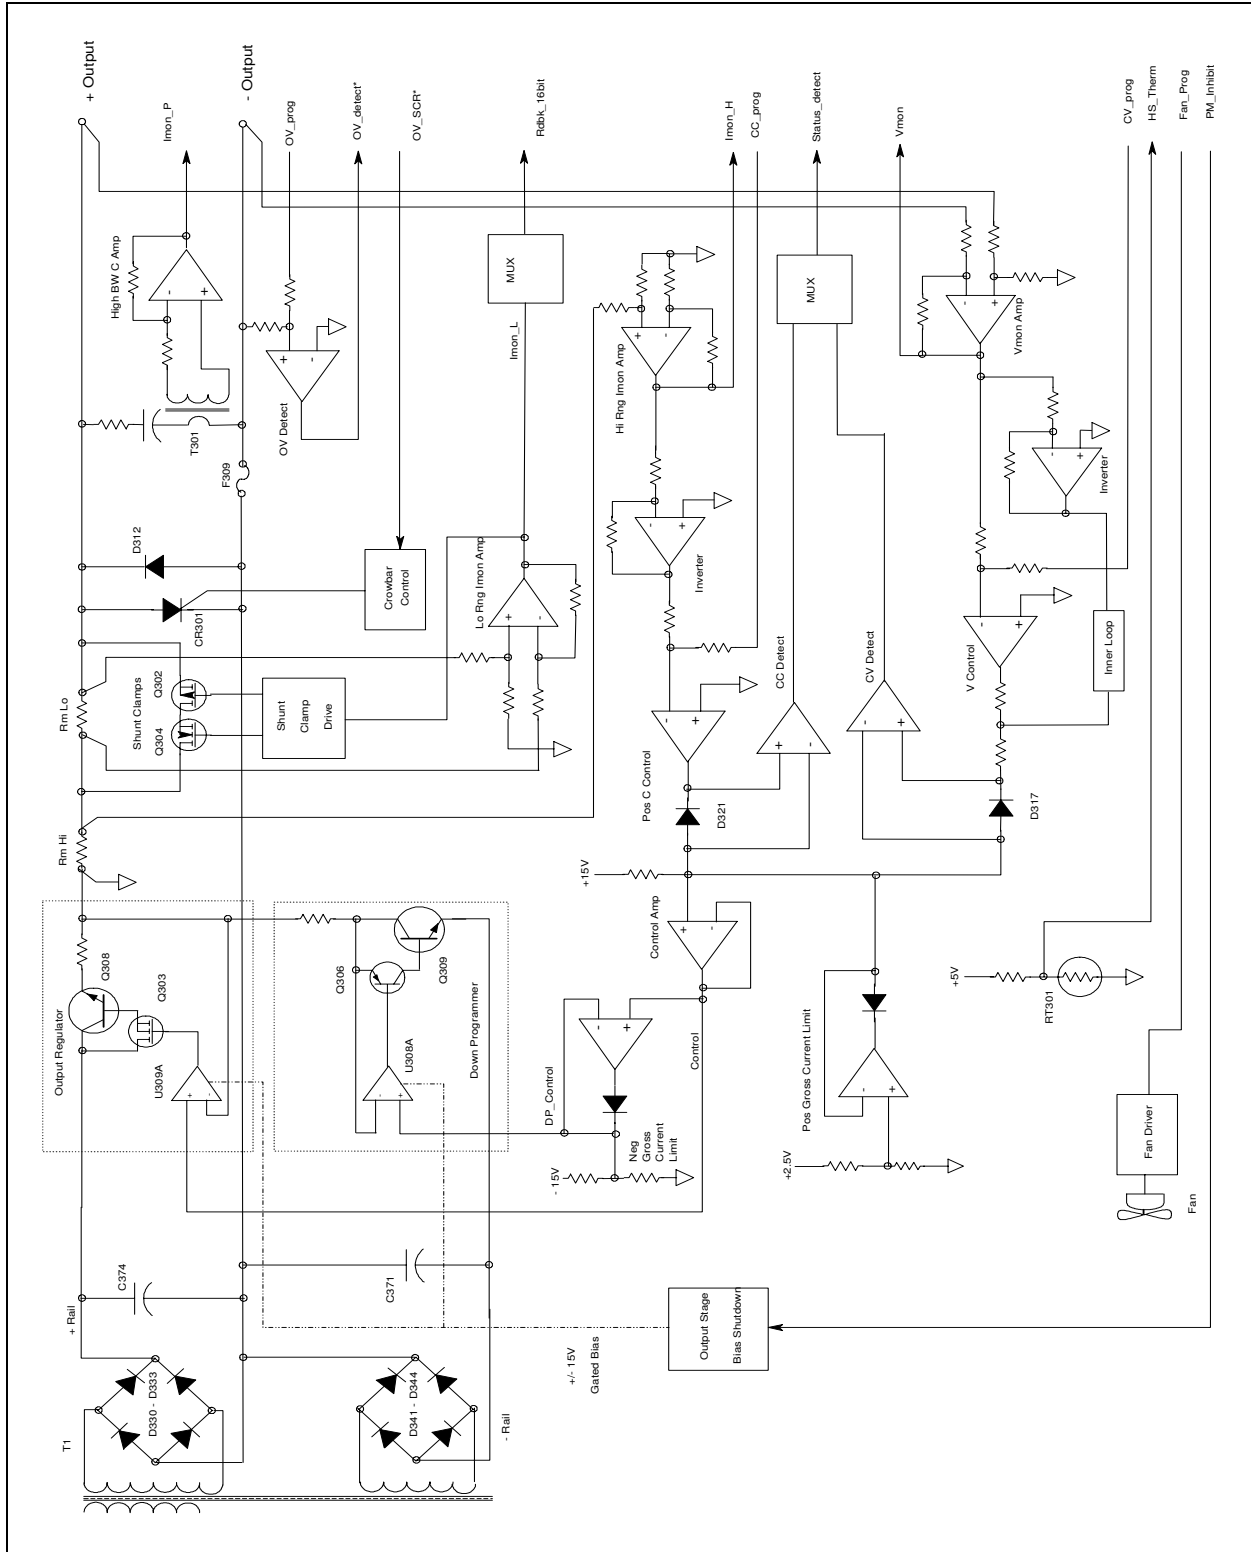 + Output
- Output
Imon_P
OV_prog
OV_detect*
OV_SCR*
Rdbk_16bit
Imon_H
CC_prog
Status_detect
Vmon
CV_prog
HS_Therm
Fan_Prog
PM_Inhibit
High BW C Amp
-
+
T301
F309
OV Detect
+
-
MUX
Imon_L
Hi Rng Imon Amp
+
-
MUX
Vmon Amp
-
+
D312
CR301
Crowbar
Control
Lo Rng Imon Amp
+
-
Inverter
-
+
Inverter
-
+
Rm Lo
Q302
Q304
Shunt Clamps
Shunt
Clamp
Drive
Pos C Control
-
+
D321
CC Detect
+
-
CV Detect
-
+
V Control
-
+
Inner Loop
D317
Rm Hi
+15V
Control Amp
+
-
Output Regulator
Q308
Q303
U309A
+
-
Q306
Q309
U308A
-
+
Down Programmer
DP_Control
-
+
Control
Neg
Gross
Current
Limit
- 15V
Pos Gross Current Limit
-
+
+2.5V
+5V
RT301
Fan Driver
Fan
+ Rail
C374
C371
- Rail
+/- 15V
Gated Bias
Output Stage
Bias Shutdown
T1
D330 - D333
D341 - D344